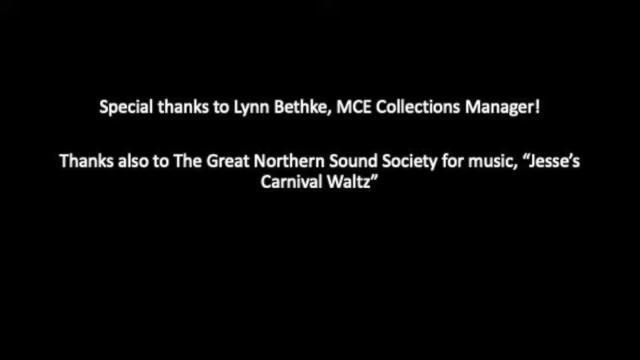 Special thanks to Lynn Bethke, MCE Collections Manager!
Thanks also to The Great Northern Sound Society for music, “Jesse’s
Carnival Waltz”